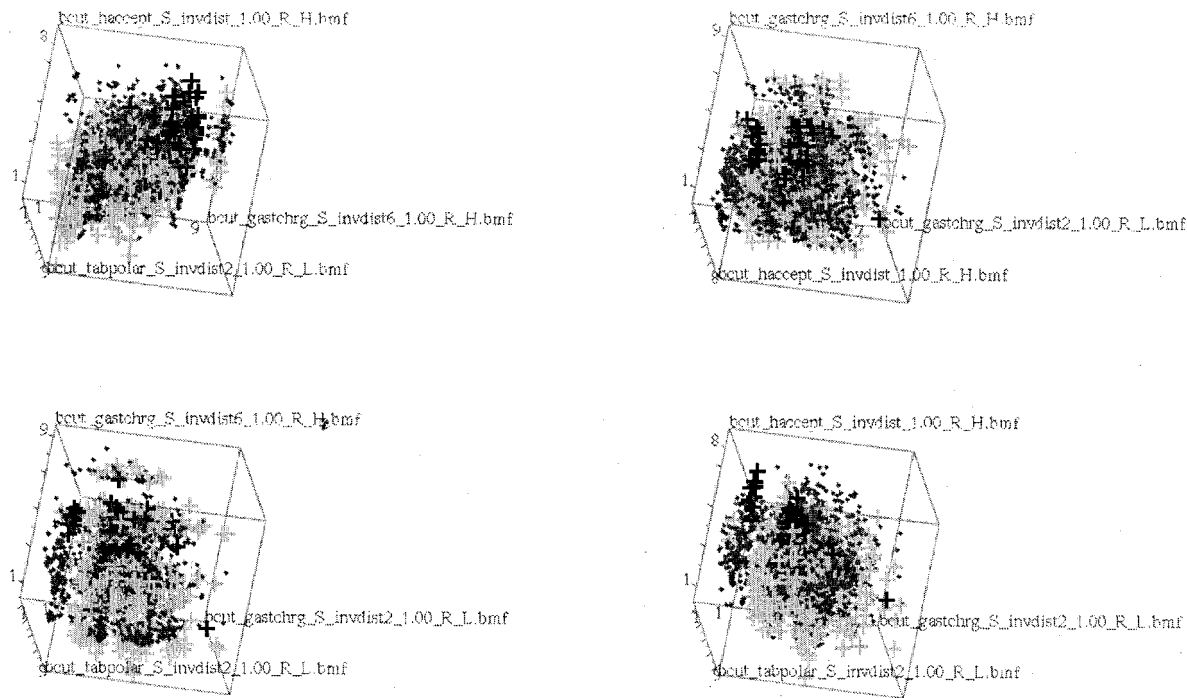 bcut_haccept_S_invdist_1.00_R_H.bmf
8
1
1
9
bcut_gastchrg_S_invdist6_1.00_R_H.bmf
bcut_tabpolar_S_invdist2_1.00_R_L.bmf
bcut_gastchrg_S_invdist6_1.00_R_H.bmf
9
1
1
bcut_gastchrg_S_invdist2_1.00_R_L.bmf
bcut_haccept_S_invdist_1.00_R_H.bmf
bcut_gastchrg_S_invdist6_1.00_R_H.bmf
9
1
bcut_gastchrg_S_invdist2_1.00_R_L.bmf
bcut_tabpolar_S_invdist2_1.00_R_L.bmf
bcut_haccept_S_invdist_1.00_R_H.bmf
8
1
1
bcut_gastchrg_S_invdist2_1.00_R_L.bmf
bcut_tabpolar_S_invdist2_1.00_R_L.bmf